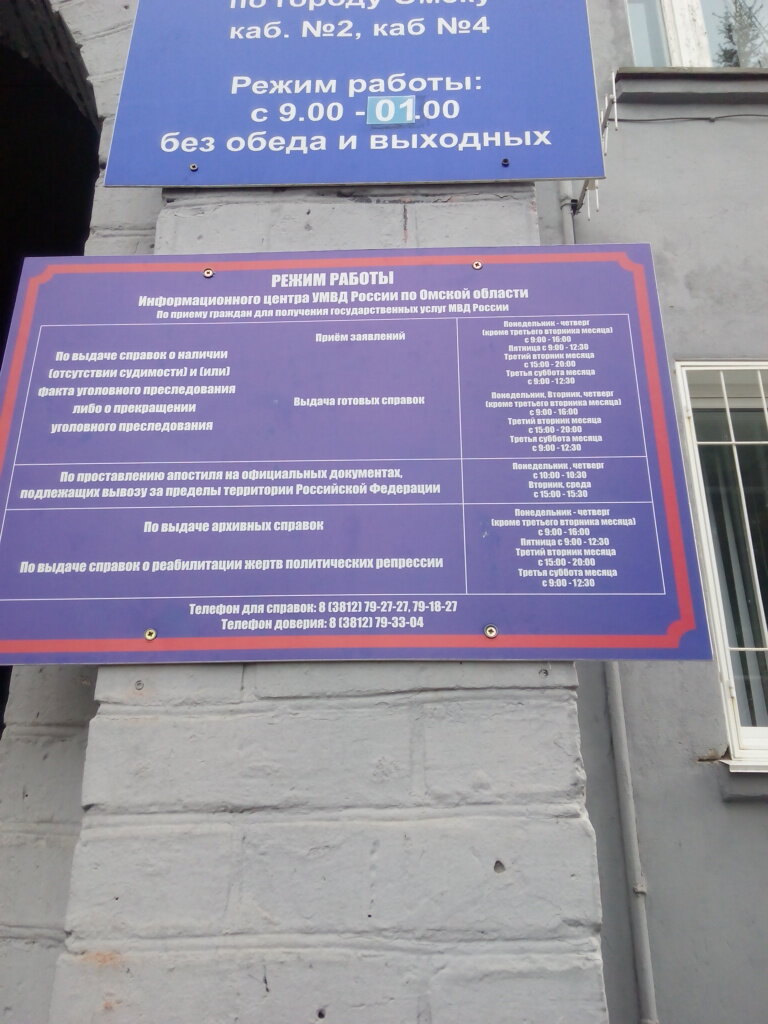 по городу Омску
каб. №2, каб №4
Режим работы:
с 9.00 - 01.00
без обеда и выходных
РЕЖИМ РАБОТЫ
Информационного центра УМВД России по Омской области
По приему граждан для получения государственных услуг МВД России
По выдаче справок о наличии
(отсутствии судимости) и (или)
факта уголовного преследования
либо о прекращении
уголовного преследования
Приём заявлений
Понедельник - четверг
(кроме третьего вторника месяца)
с 9:00 - 16:00
Пятница с 9:00 - 12:30
Третий вторник месяца
с 15:00 - 20:00
Третья суббота месяца
с 9:00 - 12:30
Выдача готовых справок
Понедельник, Вторник, четверг
(кроме третьего вторника месяца)
с 9:00 - 16:00
Третий вторник месяца
с 15:00 - 20:00
Третья суббота месяца
с 9:00 - 12:30
По проставлению апостиля на официальных документах,
подлежащих вывозу за пределы территории Российской Федерации
Понедельник , четверг
с 10:00 - 10:30
Вторник, среда
с 15:00 - 15:30
По выдаче архивных справок
По выдаче справок о реабилитации жертв политических репрессии
Понедельник - четверг
(кроме третьего вторника месяца)
с 9:00 - 16:00
Пятница с 9:00 - 12:30
Третий вторник месяца
с 15:00 - 20:00
Третья суббота месяца
с 9:00 - 12:30
Телефон для справок: 8 (3812) 79-27-27, 79-18-27
Телефон доверия: 8 (3812) 79-33-04